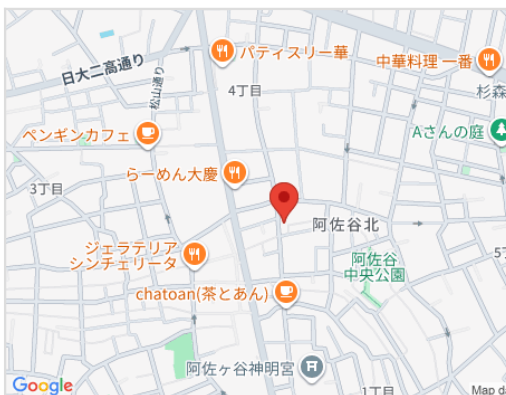 パティスリー華
中華料理 一番
日大二高通り
松山通り
4丁目
杉森
ペンギンカフェ
Aさんの庭
らーめん大慶
3丁目
阿佐谷北
ジェラテリア
シンチェリータ
阿佐谷
中央公園
5丁
chatoan(茶とあん)
阿佐ヶ谷神明宮
1丁目
Google
Map da